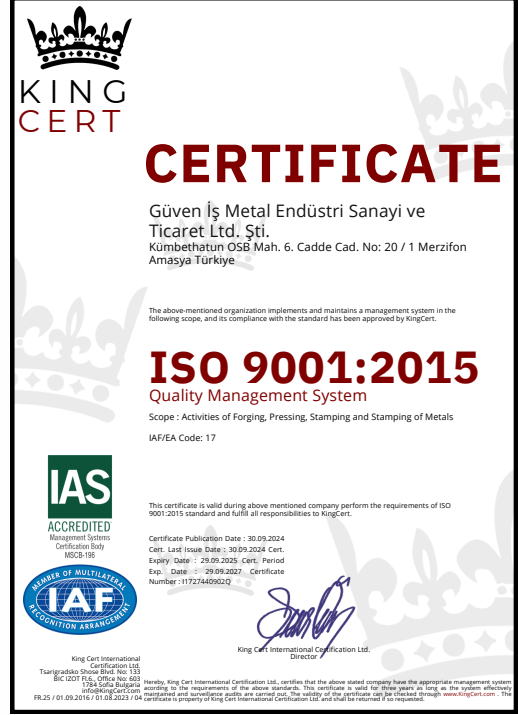 KING
CERT
CERTIFICATE
Güven İş Metal Endüstri Sanayi ve
Ticaret Ltd. Şti.
Kümbethatun OSB Mah. 6. Cadde Cad. No: 20 / 1 Merzifon
Amasya Türkiye
The above-mentioned organization implements and maintains a management system in the
following scope, and its compliance with the standard has been approved by KingCert.
ISO 9001:2015
Quality Management System
Scope : Activities of Forging, Pressing, Stamping and Stamping of Metals
IAF/EA Code: 17
IAS
ACCREDITED
Management Systems
Certification Body
MSCB-196
This certificate is valid during above mentioned company perform the requirements of ISO
9001:2015 standard and fulfill all responsibilities to KingCert.
Certificate Publication Date : 30.09.2024
Cert. Last Issue Date : 30.09.2024 Cert.
Expiry Date : 29.09.2025 Cert. Period
Exp. Date : 29.09.2027 Certificate
Number : I1727440902Q
MEMBER OF MULTILATERAL
IAF
RECOGNITION ARRANGEMENT
King Cert International Certification Ltd.
Director
King Cert International
Certification Ltd.
Tsarigradsko Shose Blvd. No: 133
BIC IZOT Fl.6., Office No: 603
1784 Sofia Bulgaria
info@KingCert.com
FR.25 / 01.09.2016 / 01.08.2023 / 04
Hereby, King Cert International Certification Ltd., certifies that the above stated company have the appropriate management system
according to the requirements of the above standards. This certificate is valid for three years as long as the system effectively
maintained and surveillance audits are carried out. The validity of the certificate can be checked through www.KingCert.com . The
certificate is property of King Cert International Certification Ltd. and shall be returned if so requested.